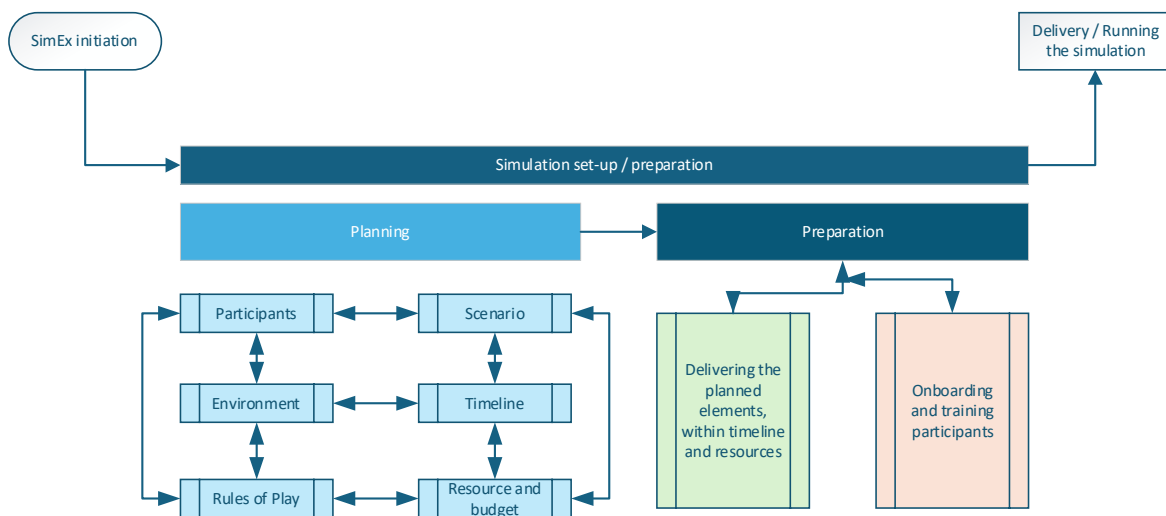 SimEx initiation
Delivery / Running
the simulation
Simulation set-up / preparation
Planning
Preparation
Participants
Scenario
Environment
Timeline
Rules of Play
Resource and
budget
Delivering the
planned
elements,
within timeline
and resources
Onboarding
and training
participants